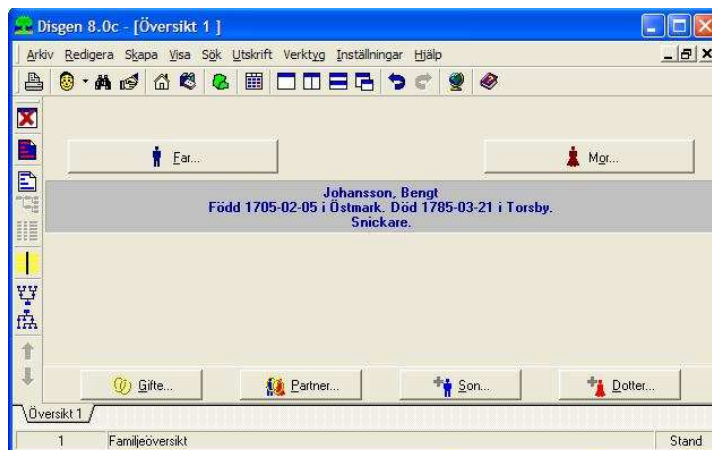 Disgen 8.0c - [Översikt 1 ]
Arkiv Redigera Skapa Visa Sök Utskrift Verktyg Inställningar Hjälp
Far... Mor...
Johansson, Bengt
Född 1705-02-05 i Östmark. Död 1785-03-21 i Torsby.
Snickare.
Gifte... Partner... Son... Dotter...
Översikt 1
1 Familjeöversikt Stand